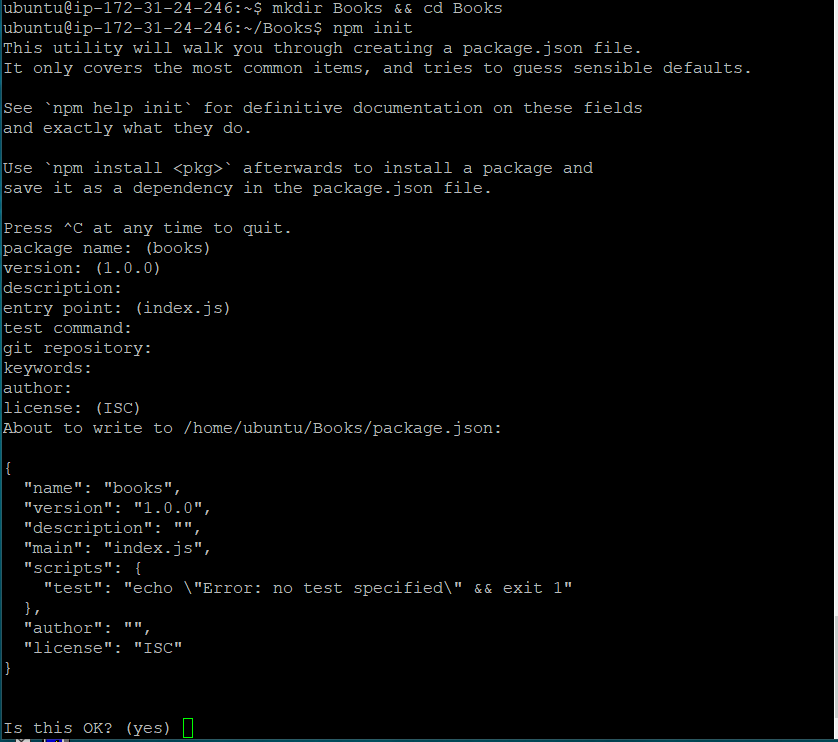 ubuntu@ip-172-31-24-246:~$ mkdir Books && cd Books
ubuntu@ip-172-31-24-246:~/Books$ npm init
This utility will walk you through creating a package.json file.
It only covers the most common items, and tries to guess sensible defaults.

See `npm help init` for definitive documentation on these fields
and exactly what they do.

Use `npm install <pkg>` afterwards to install a package and
save it as a dependency in the package.json file.

Press ^C at any time to quit.
package name: (books)
version: (1.0.0)
description:
entry point: (index.js)
test command:
git repository:
keywords:
author:
license: (ISC)
About to write to /home/ubuntu/Books/package.json:

{
  "name": "books",
  "version": "1.0.0",
  "description": "",
  "main": "index.js",
  "scripts": {
    "test": "echo \"Error: no test specified\" && exit 1"
  },
  "author": "",
  "license": "ISC"
}

Is this OK? (yes)